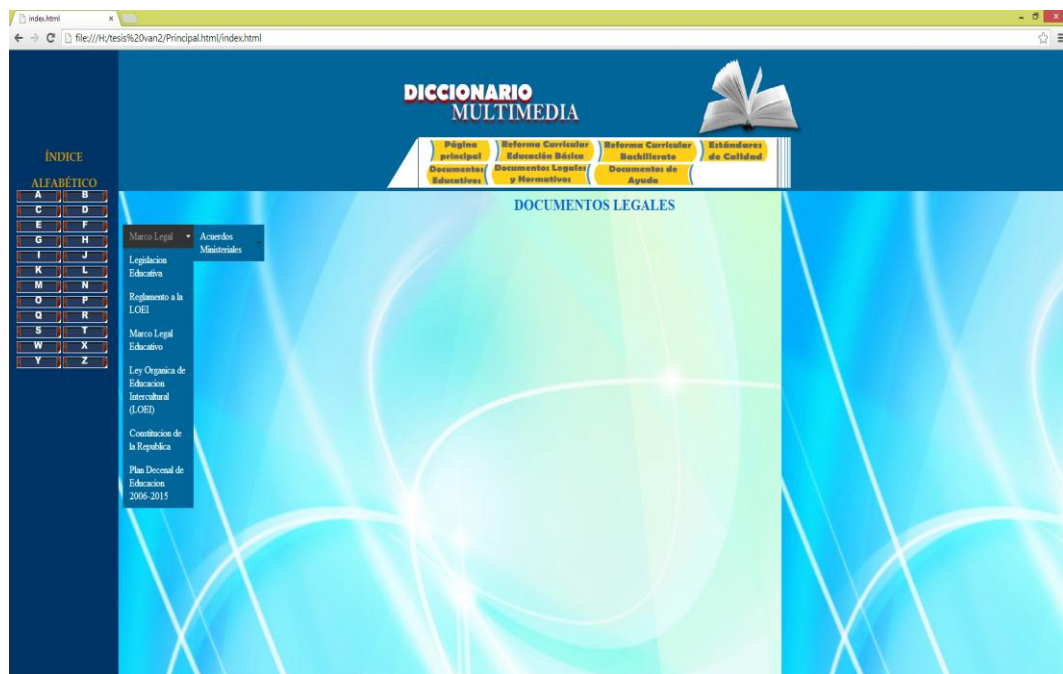 index.html
file:///H:/tesis%20van2/Principal.html/index.html
DICCIONARIO
MULTIMEDIA
Página
principal
Reforma Curricular
Educación Básica
Reforma Curricular
Bachillerato
Estándares
de Calidad
Documentos
Educativos
Documentos Legales
y Normativos
Documentos de
Ayuda
ÍNDICE
ALFABÉTICO
A B
C D
E F
G H
I J
K L
M N
O P
Q R
S T
W X
Y Z
DOCUMENTOS LEGALES
Marco Legal
Legislacion
Educativa
Reglamento a la
LOEI
Marco Legal
Educativo
Ley Organica de
Educacion
Intercultural
(LOEI)
Constitucion de
la Republica
Plan Decenal de
Educacion
2006-2015
Acuerdos
Ministeriales